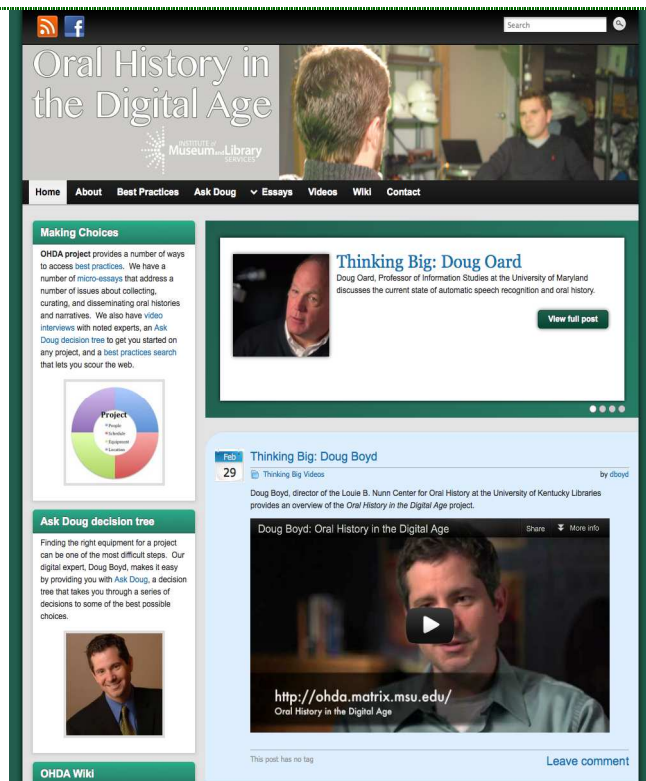 Search
Oral History in
the Digital Age
INSTITUTE of
Museum and Library
SERVICES
Home About Best Practices Ask Doug Essays Videos Wiki Contact
Making Choices
OHDA project provides a number of ways
to access best practices. We have a
number of micro-essays that address a
number of issues about collecting,
curating, and disseminating oral histories
and narratives. We also have video
interviews with noted experts, an Ask
Doug decision tree to get you started on
any project, and a best practices search
that lets you scour the web.
Project
People
Schedule
Equipment
Location
Ask Doug decision tree
Finding the right equipment for a project
can be one of the most difficult steps. Our
digital expert, Doug Boyd, makes it easy
by providing you with Ask Doug, a decision
tree that takes you through a series of
decisions to some of the best possible
choices.
OHDA Wiki
Thinking Big: Doug Oard
Doug Oard, Professor of Information Studies at the University of Maryland
discusses the current state of automatic speech recognition and oral history.
View full post
Feb
29
Thinking Big: Doug Boyd
Thinking Big Videos by dboyd
Doug Boyd, director of the Louie B. Nunn Center for Oral History at the University of Kentucky Libraries
provides an overview of the Oral History in the Digital Age project.
Doug Boyd: Oral History in the Digital Age Share More info
http://ohda.matrix.msu.edu/
Oral History in the Digital Age
This post has no tag Leave comment